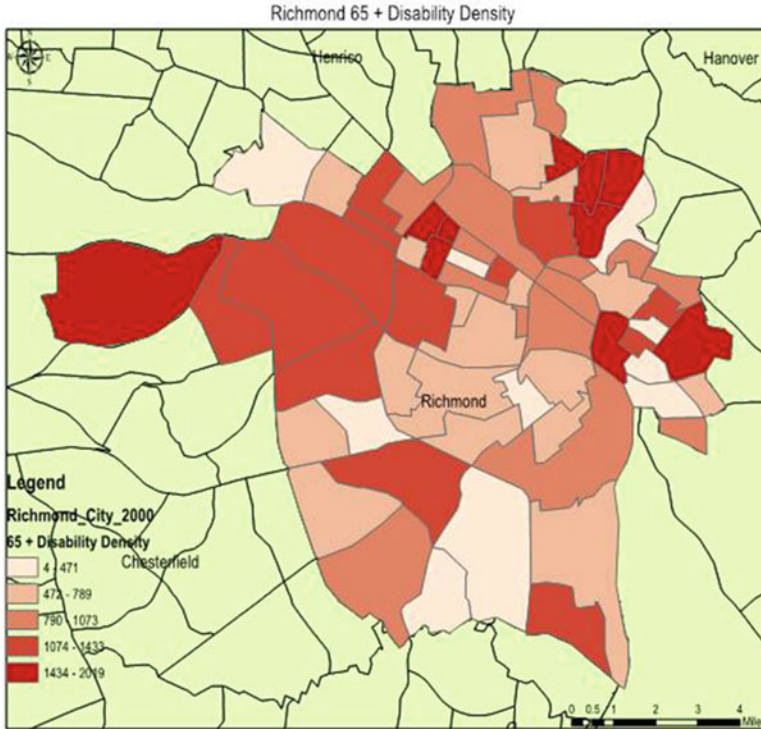 Richmond 65 + Disability Density
N
W E
S
Henrico
Hanover
Richmond
Legend
Richmond_City_2000
65 + Disability Density
Chesterfield
4 - 471
472 - 789
790 - 1073
1074 - 1433
1434 - 2019
0 0.5 1 2 3 4
Mile